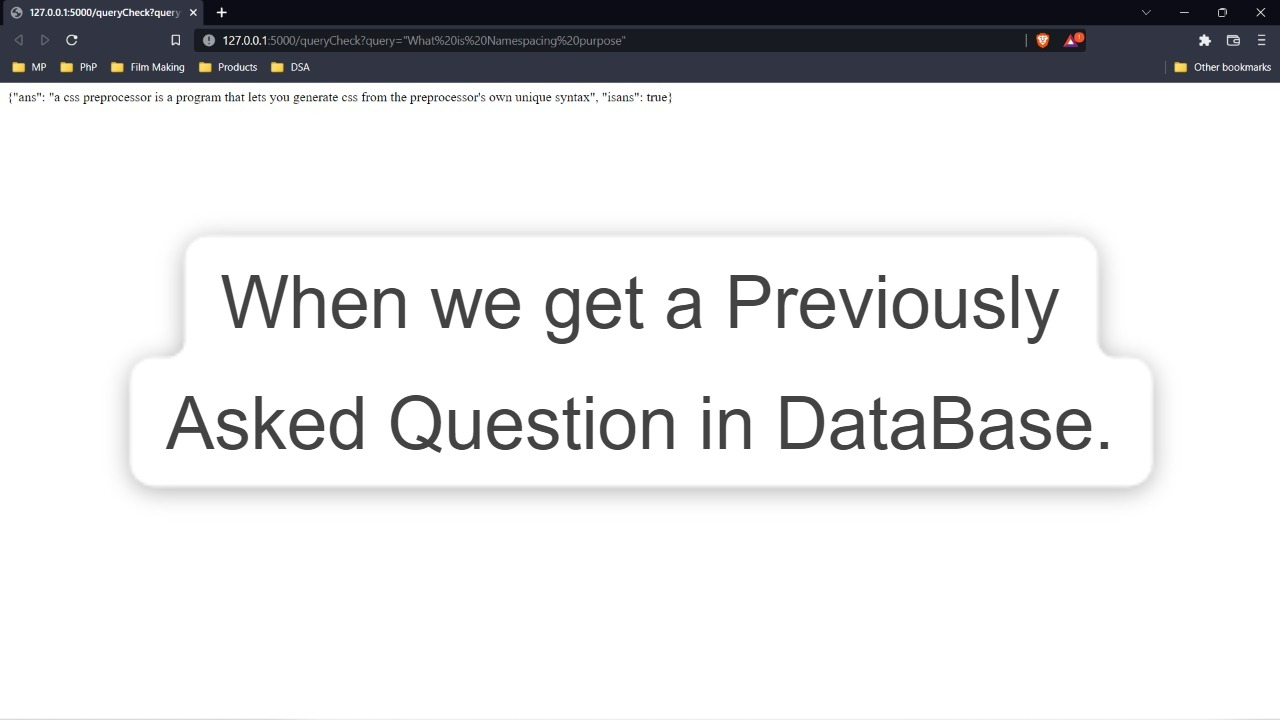 127.0.0.1:5000/queryCheck?query
127.0.0.1:5000/queryCheck?query="What%20is%20Namespacing%20purpose"
1
MP PhP Film Making Products DSA Other bookmarks
{"ans": "a css preprocessor is a program that lets you generate css from the preprocessor's own unique syntax", "isans": true}
When we get a Previously
Asked Question in DataBase.